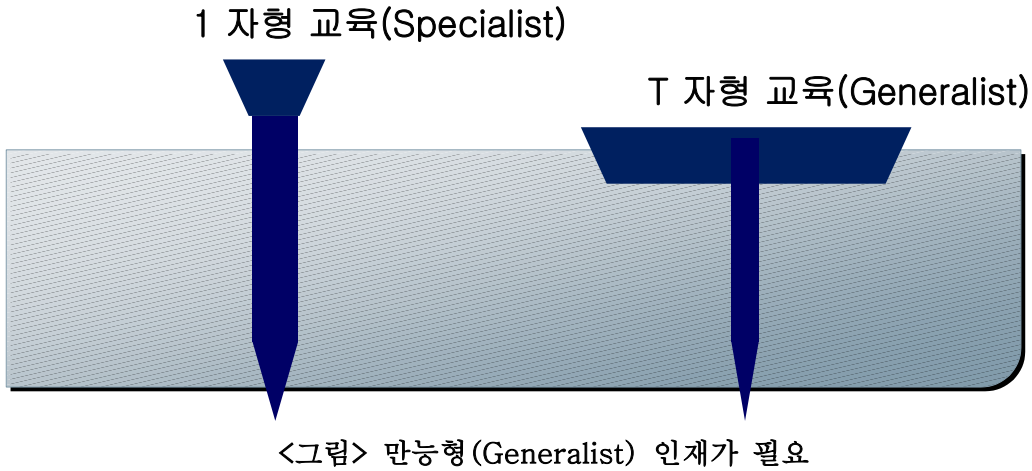 1 자형 교육(Specialist)
T 자형 교육(Generalist)
<그림> 만능형(Generalist) 인재가 필요